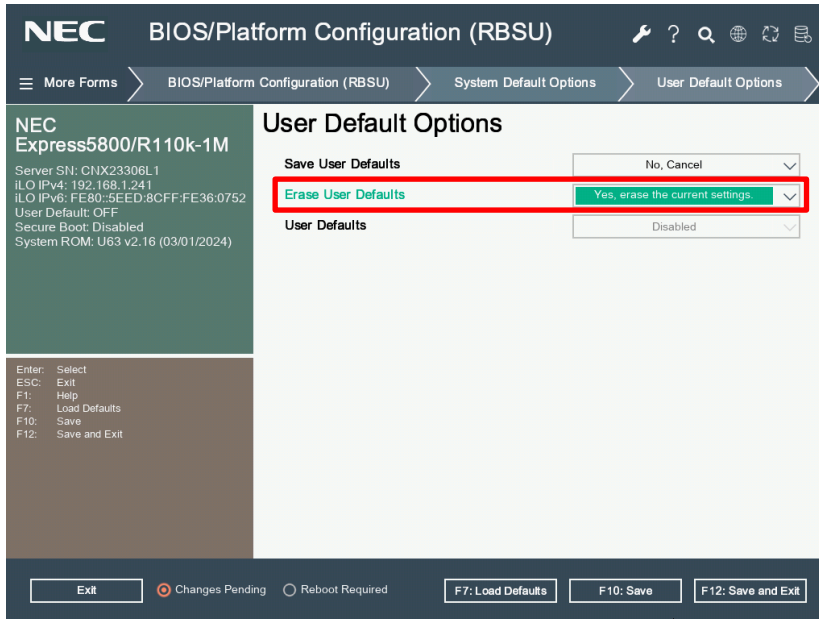 NEC BIOS/Platform Configuration (RBSU)
More Forms BIOS/Platform Configuration (RBSU) System Default Options User Default Options
NEC
Express5800/R110k-1M
Server SN: CNX23306L1
iLO IPv4: 192.168.1.241
iLO IPv6: FE80::5EED:8CFF:FE36:0752
User Default: OFF
Secure Boot: Disabled
System ROM: U63 v2.16 (03/01/2024)
User Default Options
Save User Defaults No, Cancel
Erase User Defaults Yes, erase the current settings.
User Defaults Disabled
Enter: Select
ESC: Exit
F1: Help
F7: Load Defaults
F10: Save
F12: Save and Exit
Exit Changes Pending Reboot Required F7: Load Defaults F10: Save F12: Save and Exit